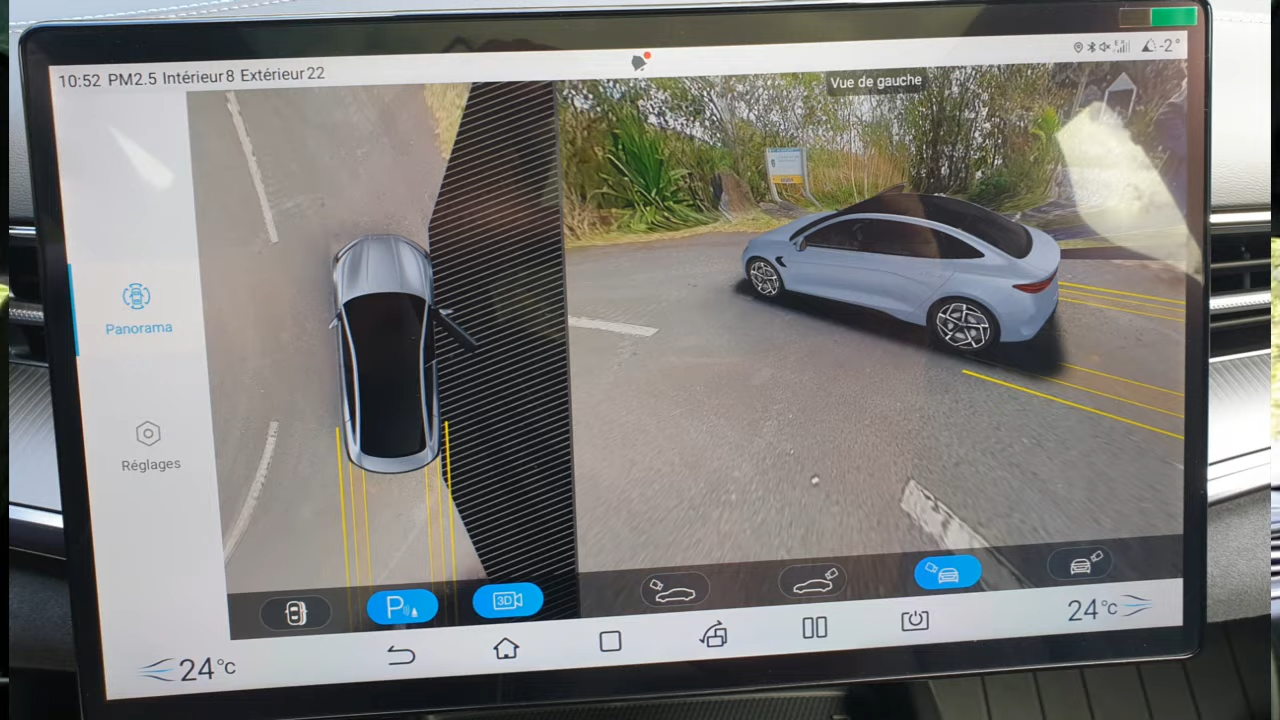 10:52 PM2.5 Intérieur8 Extérieur22
-2°
Vue de gauche
Panorama
Réglages
P
3D
24°C
24°C